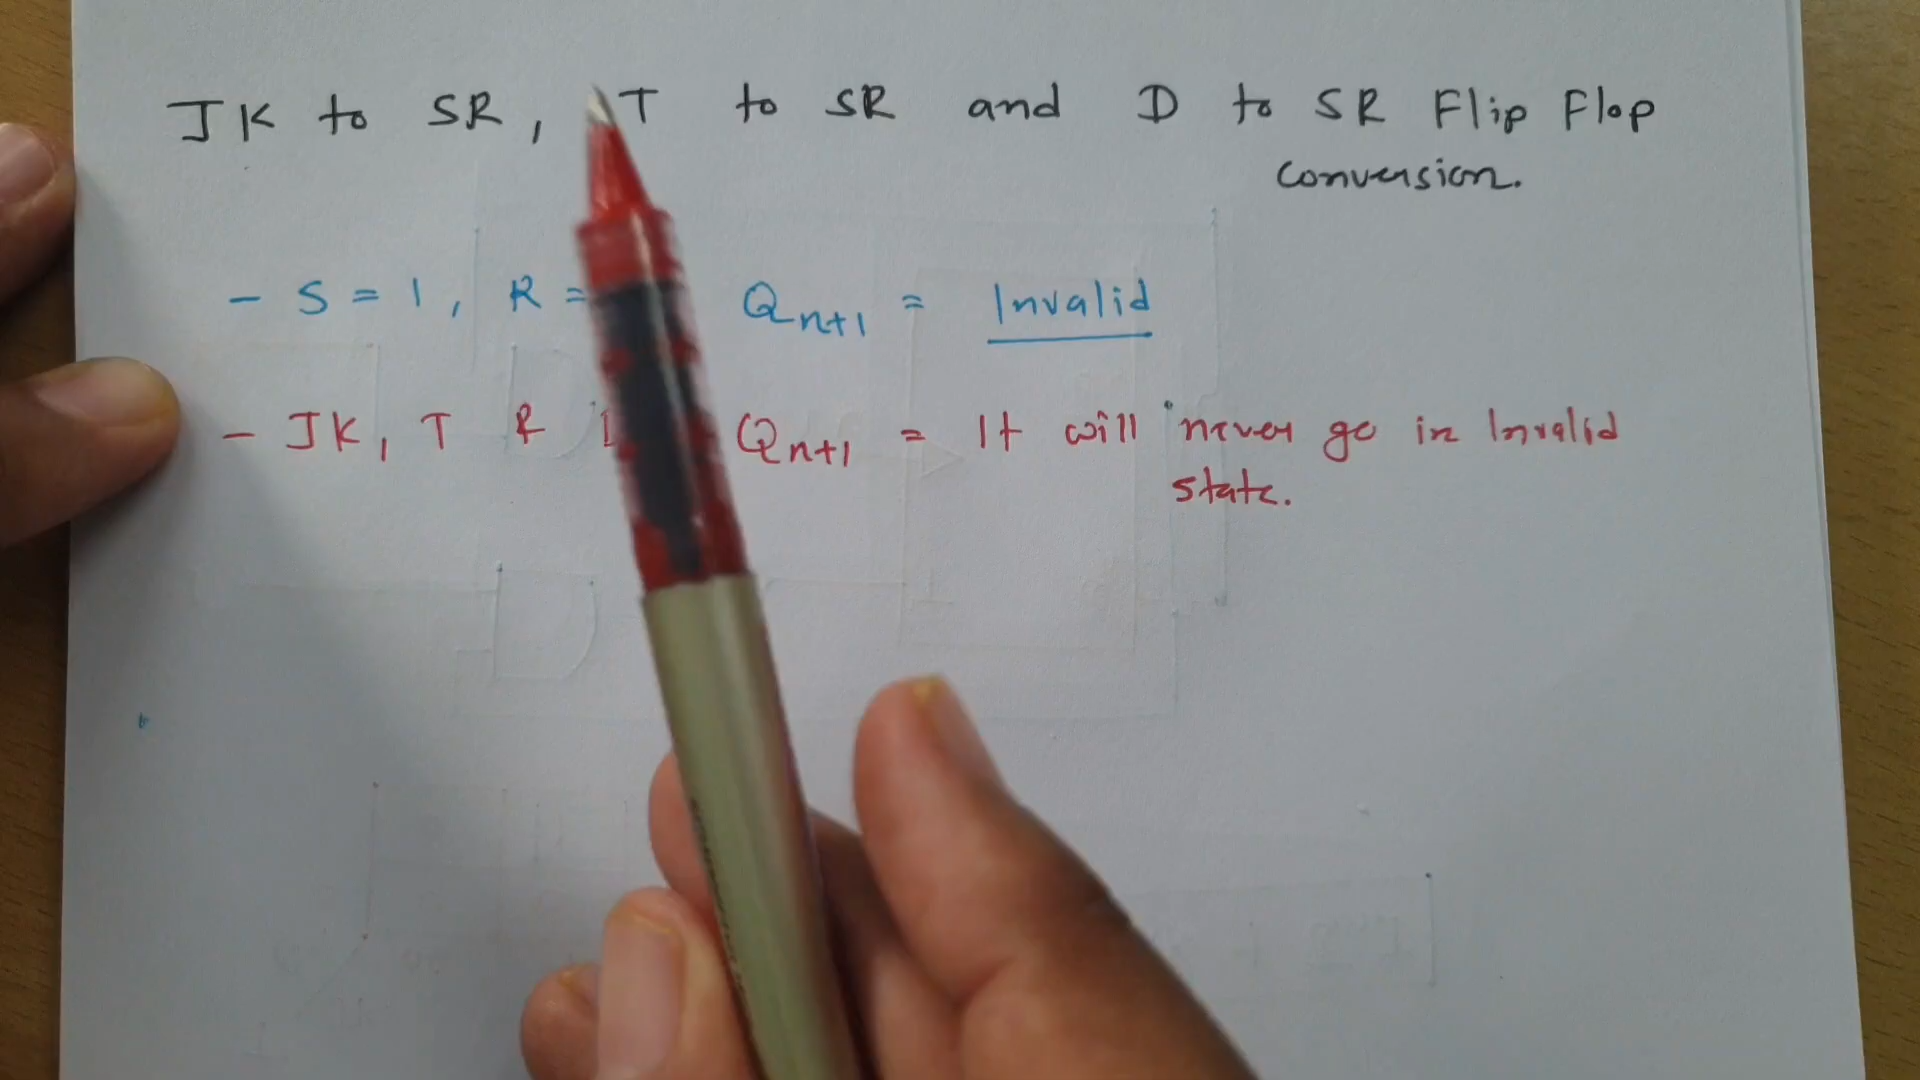 JK to SR, T to SR and D to SR Flip Flop
conversion.
- S = 1, R = Qn+1 = Invalid
- JK, T & Qn+1 = It will never go in Invalid
state.